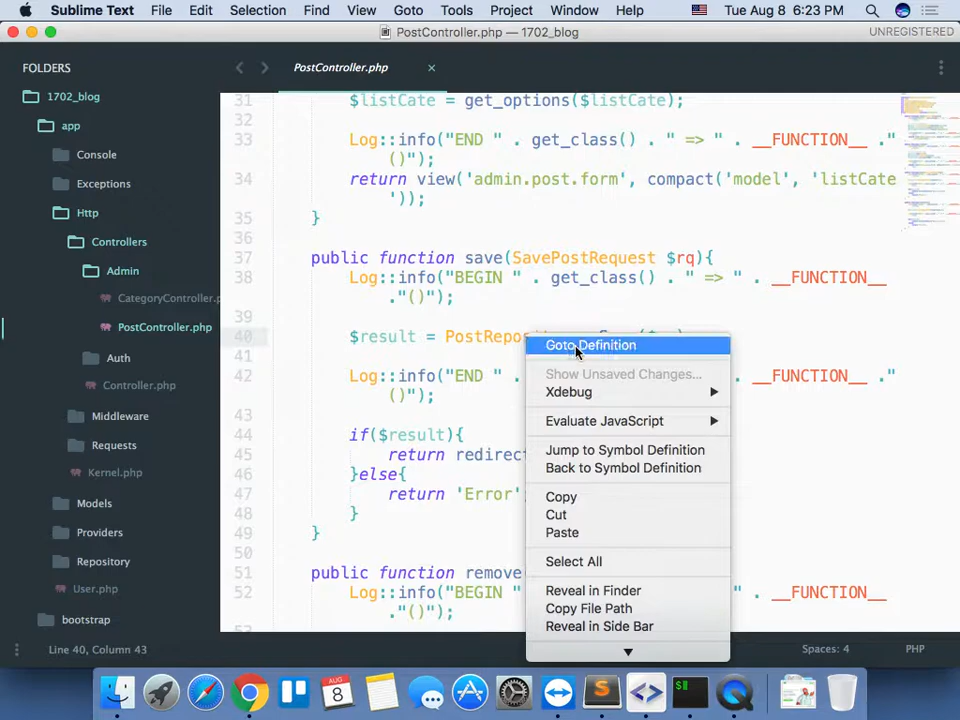 Sublime Text File Edit Selection Find View Goto Tools Project Window Help Tue Aug 8 6:23 PM
PostController.php — 1702_blog UNREGISTERED
FOLDERS
1702_blog
app
Console
Exceptions
Http
Controllers
Admin
CategoryController.p
PostController.php
Auth
Controller.php
Middleware
Requests
Kernel.php
Models
Providers
Repository
User.php
bootstrap
PostController.php ×
31 $listCate = get_options($listCate);
32
33 Log::info("END " . get_class() . " => " . __FUNCTION__ ."
()");
34 return view('admin.post.form', compact('model', 'listCate
'));
35 }
36
37 public function save(SavePostRequest $rq){
38 Log::info("BEGIN " . get_class() . " => " . __FUNCTION__
."()");
39
40 $result = PostRepo
41
42 Log::info("END " . __FUNCTION__ ."
()");
43
44 if($result){
45 return redirec
46 }else{
47 return 'Error'
48 }
49 }
50
51 public function remove
52 Log::info("BEGIN " " . __FUNCTION__
."()");
Goto Definition
Show Unsaved Changes...
Xdebug
Evaluate JavaScript
Jump to Symbol Definition
Back to Symbol Definition
Copy
Cut
Paste
Select All
Reveal in Finder
Copy File Path
Reveal in Side Bar
Line 40, Column 43 Spaces: 4 PHP
AUG
8